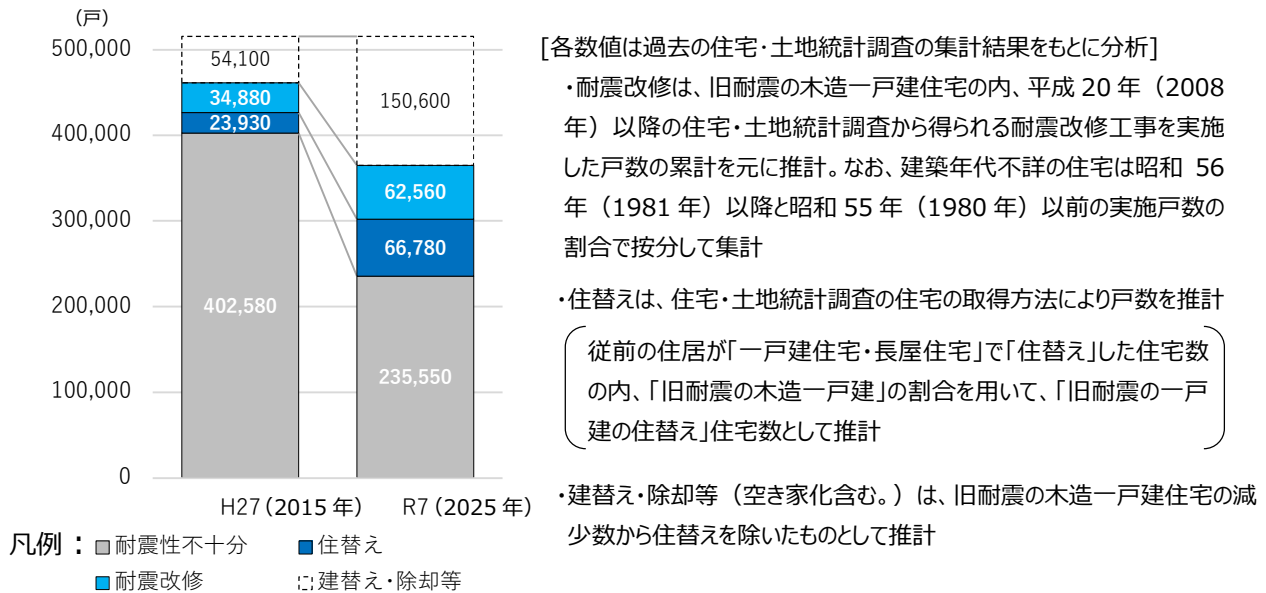 （戸）
500,000
400,000
300,000
200,000
100,000
0
54,100
34,880
23,930
402,580
150,600
62,560
66,780
235,550
H27（2015 年） R7（2025 年）
凡例：耐震性不十分 住替え
耐震改修 建替え・除却等
[各数値は過去の住宅・土地統計調査の集計結果をもとに分析]
・耐震改修は、旧耐震の木造一戸建住宅の内、平成 20 年（2008
年）以降の住宅・土地統計調査から得られる耐震改修工事を実施
した戸数の累計を元に推計。なお、建築年代不詳の住宅は昭和 56
年（1981 年）以降と昭和 55 年（1980 年）以前の実施戸数の
割合で按分して集計
・住替えは、住宅・土地統計調査の住宅の取得方法により戸数を推計
従前の住居が「一戸建住宅・長屋住宅」で「住替え」した住宅数
の内、「旧耐震の木造一戸建」の割合を用いて、「旧耐震の一戸
建の住替え」住宅数として推計
・建替え・除却等（空き家化含む。）は、旧耐震の木造一戸建住宅の減
少数から住替えを除いたものとして推計